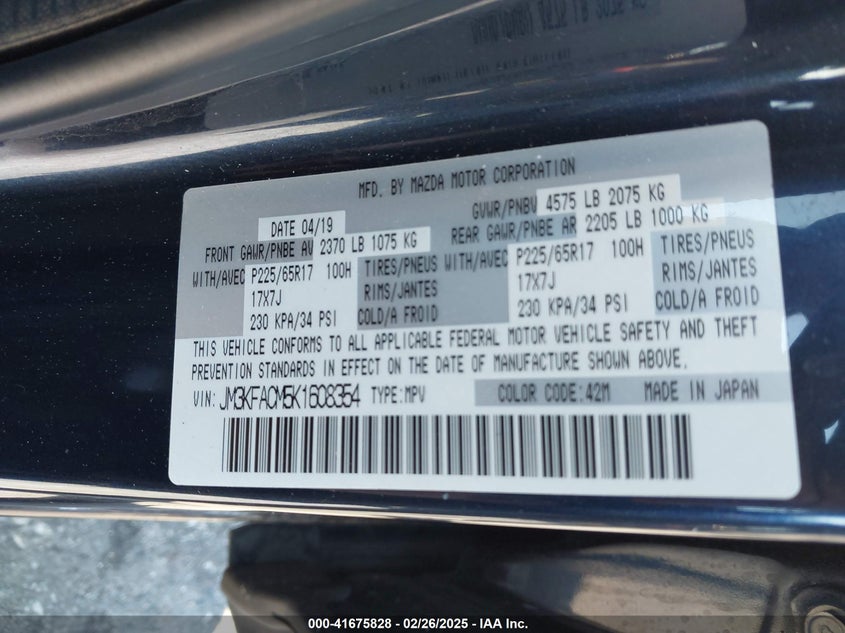 MFD. BY MAZDA MOTOR CORPORATION
DATE 04/19 GVWR/PNBV 4575 LB 2075 KG
FRONT GAWR/PNBE AV 2370 LB 1075 KG REAR GAWR/PNBE AR 2205 LB 1000 KG
WITH/AVEC P225/65R17 100H TIRES/PNEUS WITH/AVEC P225/65R17 100H TIRES/PNEUS
17X7J RIMS/JANTES 17X7J RIMS/JANTES
230 KPA/34 PSI COLD/A FROID 230 KPA/34 PSI COLD/A FROID
THIS VEHICLE CONFORMS TO ALL APPLICABLE FEDERAL MOTOR VEHICLE SAFETY AND THEFT
PREVENTION STANDARDS IN EFFECT ON THE DATE OF MANUFACTURE SHOWN ABOVE.
VIN: JM3KFACM5K1608354 TYPE:MPV COLOR CODE:42M MADE IN JAPAN
000-41675828 - 02/26/2025 - IAA Inc.